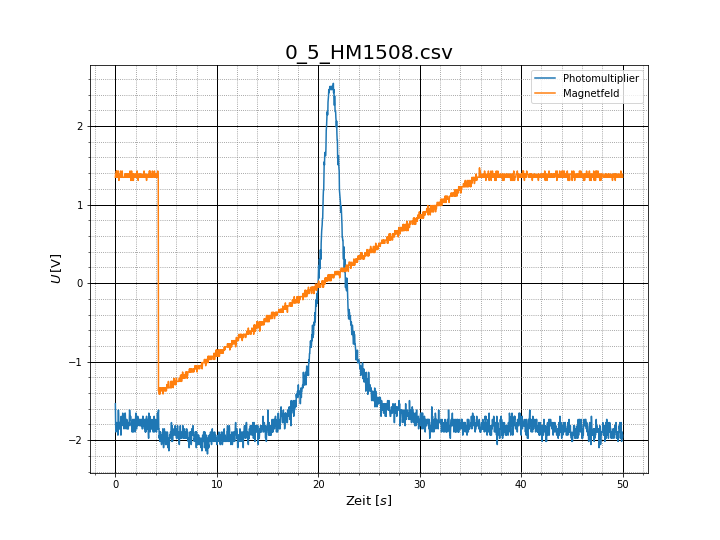 0_5_HM1508.csv
Photomultiplier
Magnetfeld
U[V]
2
1
0
−1
−2
0 10 20 30 40 50
Zeit [s]